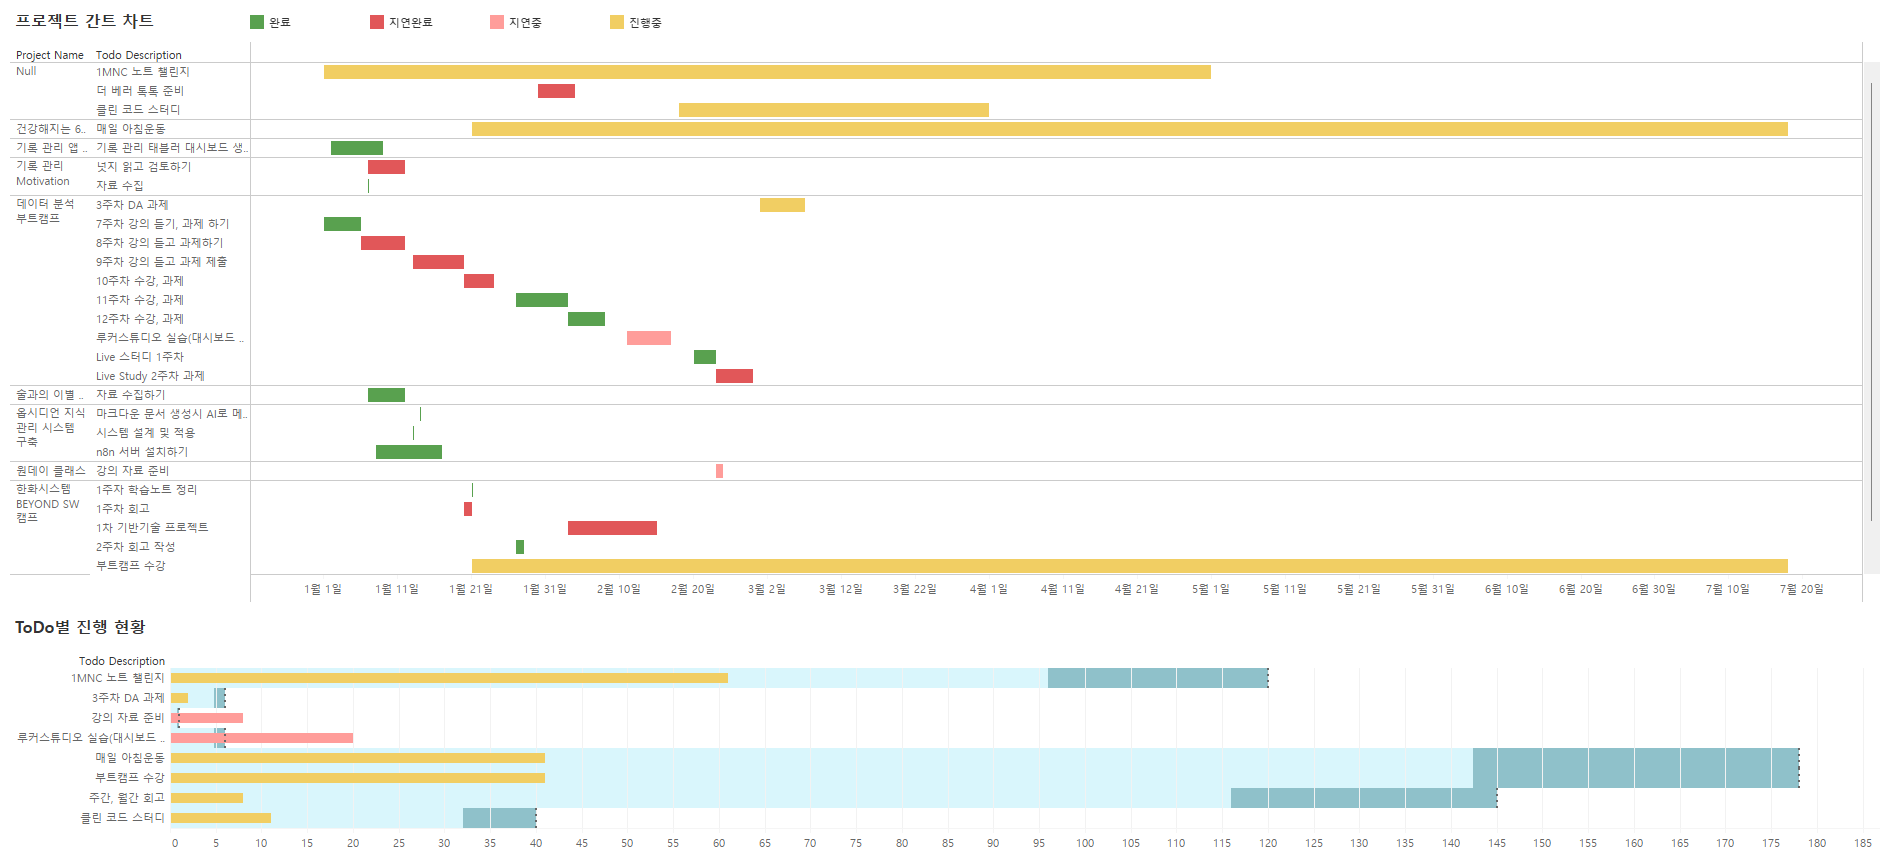 프로젝트 간트 차트
완료 지연완료 지연중 진행중
Project Name Todo Description
Null 1MNC 노트 챌린지
더 베러 톡톡 준비
클린 코드 스터디
건강해지는 6.. 매일 아침운동
기록 관리 앱 .. 기록 관리 태블러 대시보드 생..
기록 관리 넛지 읽고 검토하기
Motivation
자료 수집
데이터 분석 3주차 DA 과제
부트캠프
7주차 강의 듣기, 과제 하기
8주차 강의 듣고 과제하기
9주차 강의 듣고 과제 제출
10주차 수강, 과제
11주차 수강, 과제
12주차 수강, 과제
루커스튜디오 실습(대시보드 ..
Live 스터디 1주차
Live Study 2주차 과제
술과의 이별 .. 자료 수집하기
옵시디언 지식 마크다운 문서 생성시 AI로 메..
관리 시스템 시스템 설계 및 적용
구축
n8n 서버 설치하기
원데이 클래스 강의 자료 준비
한화시스템 1주자 학습노트 정리
BEYOND SW 1주차 회고
캠프
1차 기반기술 프로젝트
2주차 회고 작성
부트캠프 수강
1월 1일 1월 11일 1월 21일 1월 31일 2월 10일 2월 20일 3월 2일 3월 12일 3월 22일 4월 1일 4월 11일 4월 21일 5월 1일 5월 11일 5월 21일 5월 31일 6월 10일 6월 20일 6월 30일 7월 10일 7월 20일
ToDo별 진행 현황
Todo Description
1MNC 노트 챌린지
3주차 DA 과제
강의 자료 준비
루커스튜디오 실습(대시보드 ..
매일 아침운동
부트캠프 수강
주간, 월간 회고
클린 코드 스터디
0 5 10 15 20 25 30 35 40 45 50 55 60 65 70 75 80 85 90 95 100 105 110 115 120 125 130 135 140 145 150 155 160 165 170 175 180 185